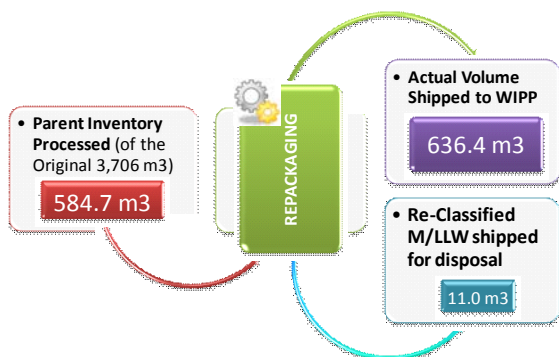 • Parent Inventory
Processed (of the
Original 3,706 m3)
584.7 m3
REPACKAGING
• Actual Volume
Shipped to WIPP
636.4 m3
• Re-Classified
M/LLW shipped
for disposal
11.0 m3